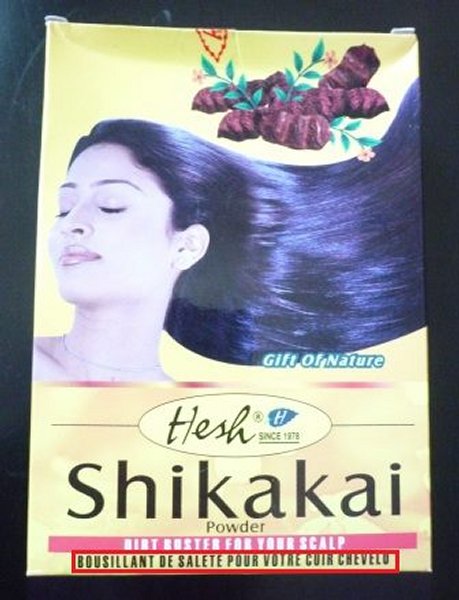 Gift Of Nature
Hesh® H
SINCE 1978
Shikakai
Powder
DIRT BUSTER FOR YOUR SCALP
BOUSILLANT DE SALETE POUR VOTRE CUIR CHEVELU